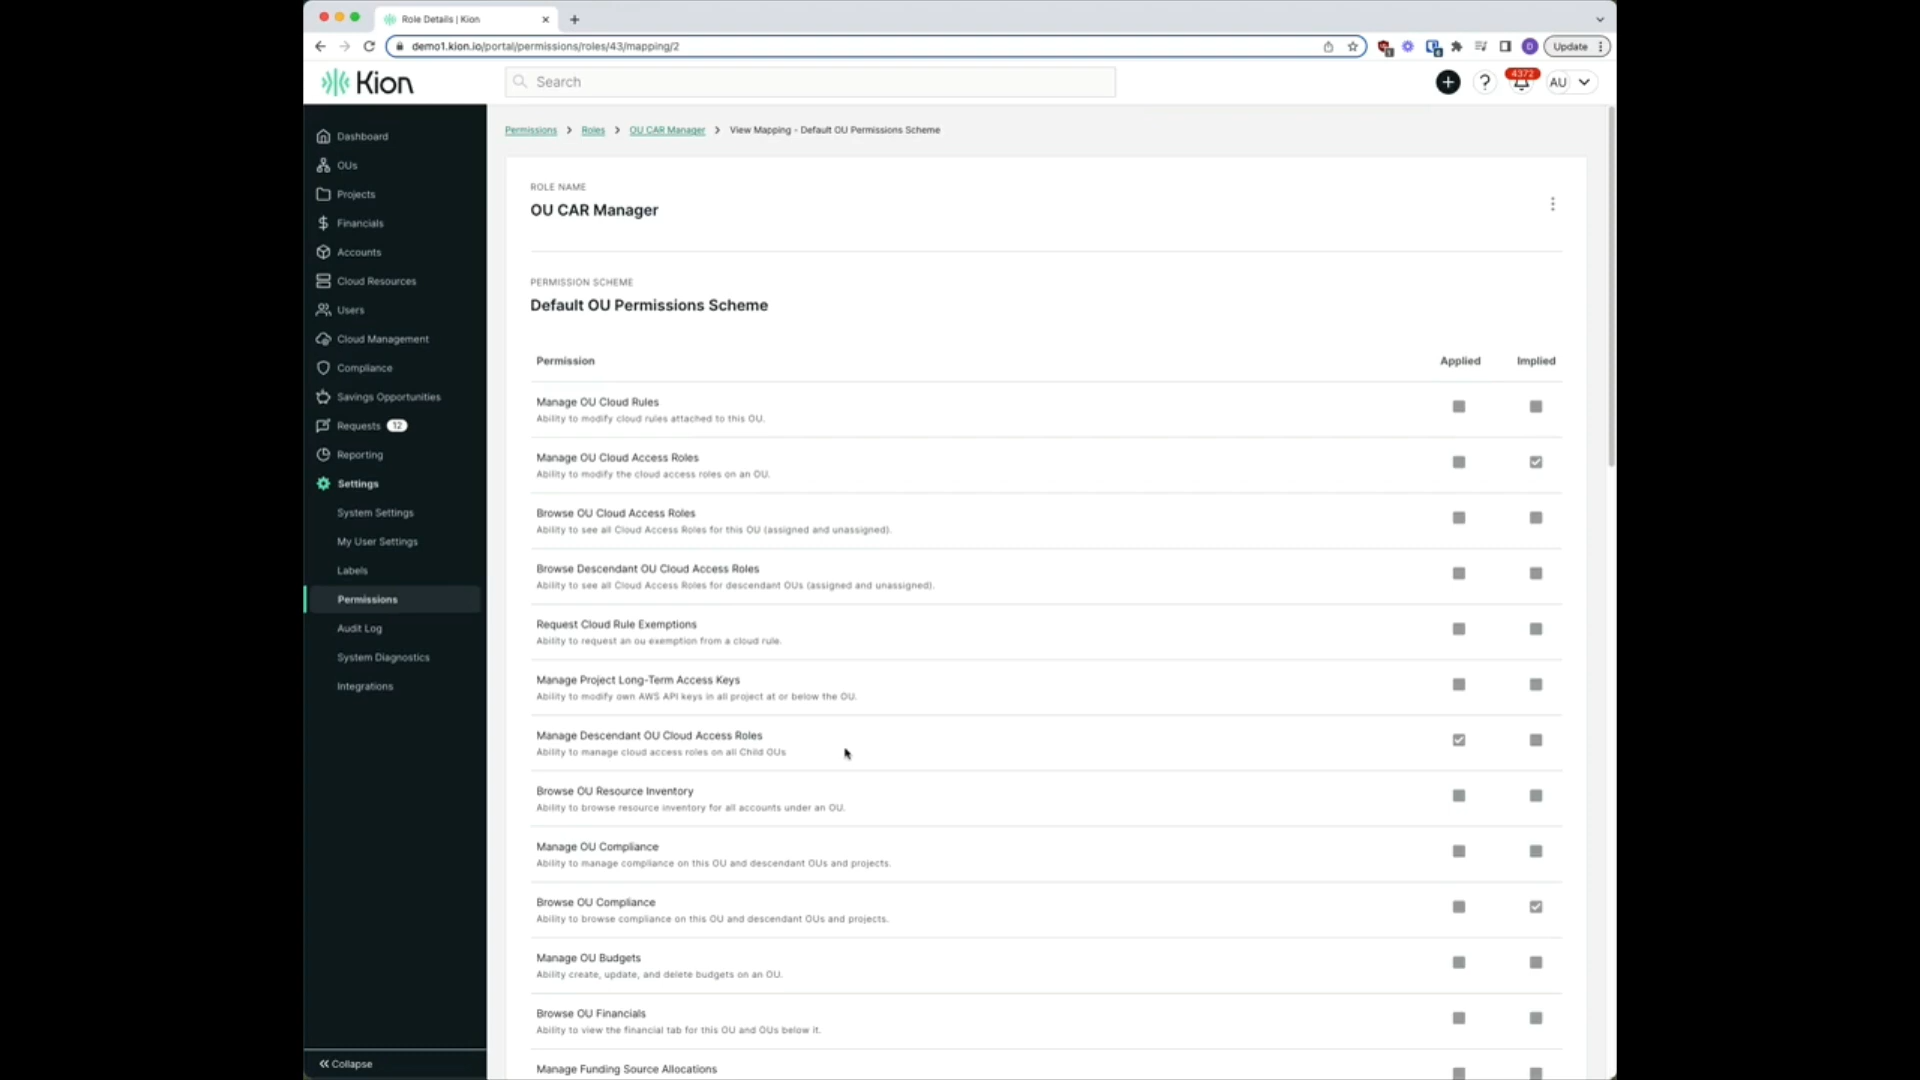 Role Details | Kion
demo1.kion.io/portal/permissions/roles/43/mapping/2
Update
Kion
Search
4372
AU
Dashboard
OUs
Projects
Financials
Accounts
Cloud Resources
Users
Cloud Management
Compliance
Savings Opportunities
Requests 12
Reporting
Settings
System Settings
My User Settings
Labels
Permissions
Audit Log
System Diagnostics
Integrations
Collapse
Permissions > Roles > OU CAR Manager > View Mapping - Default OU Permissions Scheme
ROLE NAME
OU CAR Manager
PERMISSION SCHEME
Default OU Permissions Scheme
Permission Applied Implied
Manage OU Cloud Rules
Ability to modify cloud rules attached to this OU.
Manage OU Cloud Access Roles
Ability to modify the cloud access roles on an OU.
Browse OU Cloud Access Roles
Ability to see all Cloud Access Roles for this OU (assigned and unassigned).
Browse Descendant OU Cloud Access Roles
Ability to see all Cloud Access Roles for descendant OUs (assigned and unassigned).
Request Cloud Rule Exemptions
Ability to request an ou exemption from a cloud rule.
Manage Project Long-Term Access Keys
Ability to modify own AWS API keys in all project at or below the OU.
Manage Descendant OU Cloud Access Roles
Ability to manage cloud access roles on all Child OUs
Browse OU Resource Inventory
Ability to browse resource inventory for all accounts under an OU.
Manage OU Compliance
Ability to manage compliance on this OU and descendant OUs and projects.
Browse OU Compliance
Ability to browse compliance on this OU and descendant OUs and projects.
Manage OU Budgets
Ability create, update, and delete budgets on an OU.
Browse OU Financials
Ability to view the financial tab for this OU and OUs below it.
Manage Funding Source Allocations